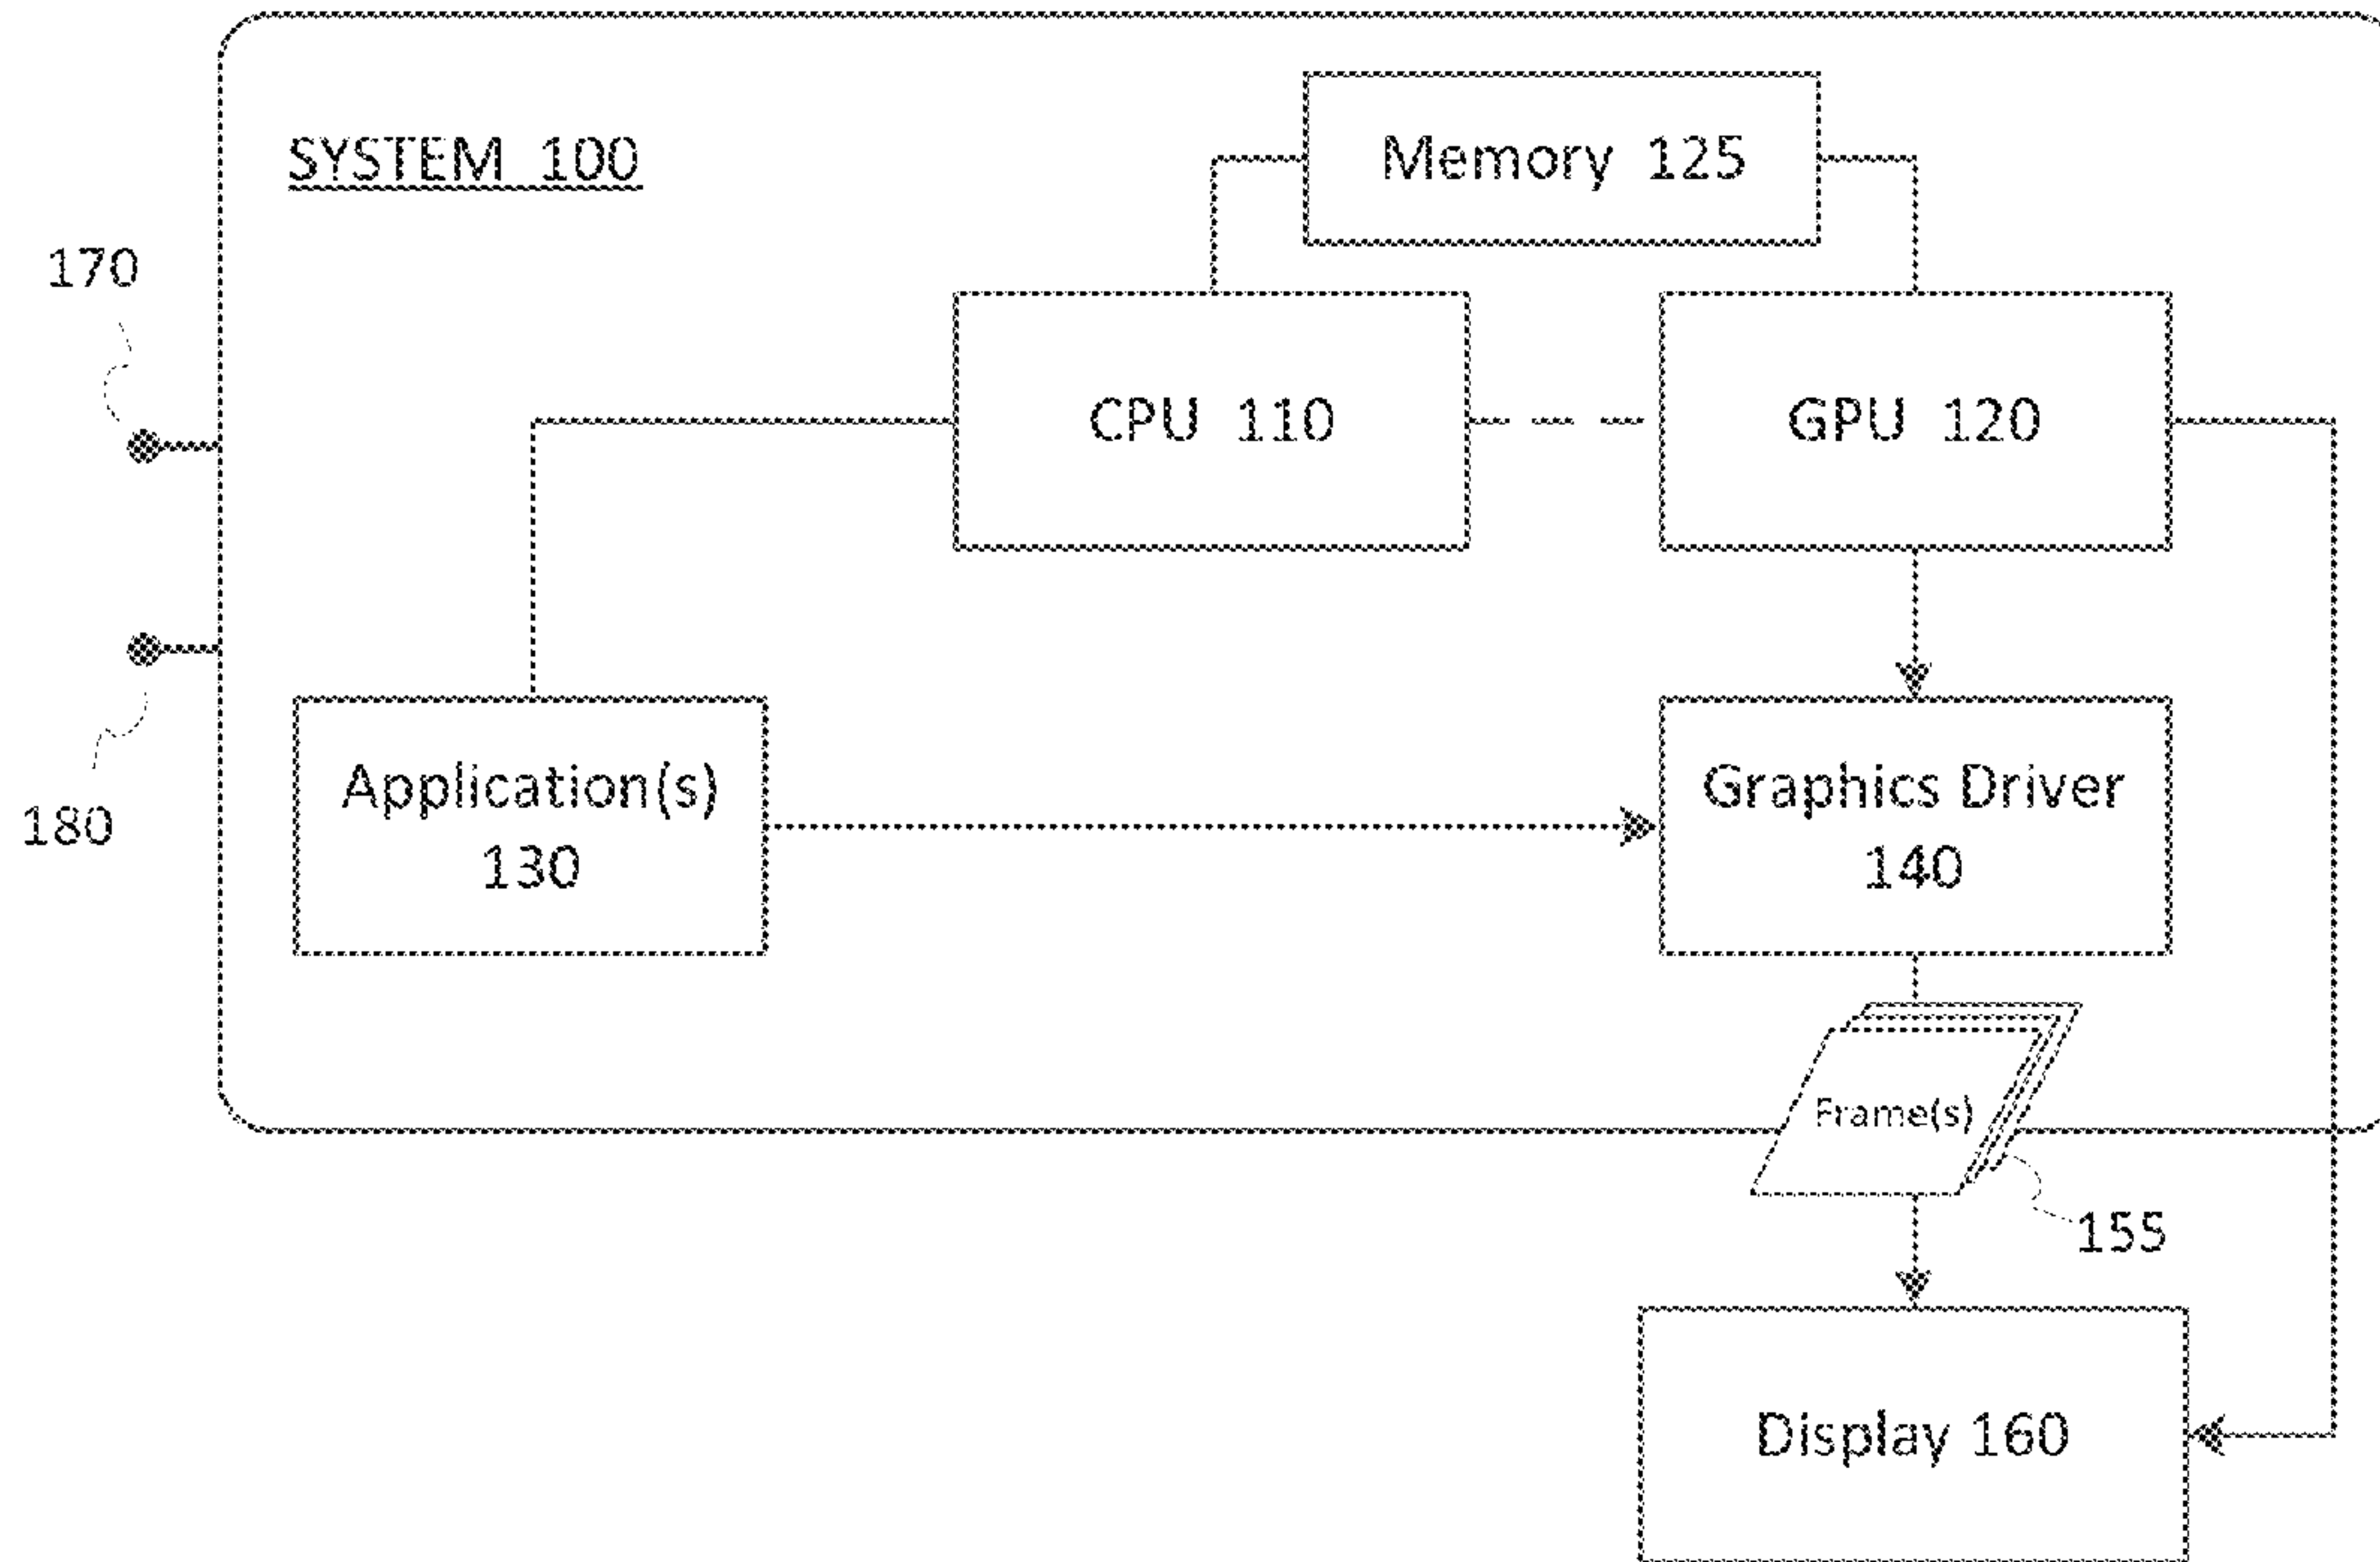 SYSTEM 100
Memory 125
170
CPU 110
GPU 120
Application(s)
130
Graphics Driver
140
180
Frame(s)
155
Display 160